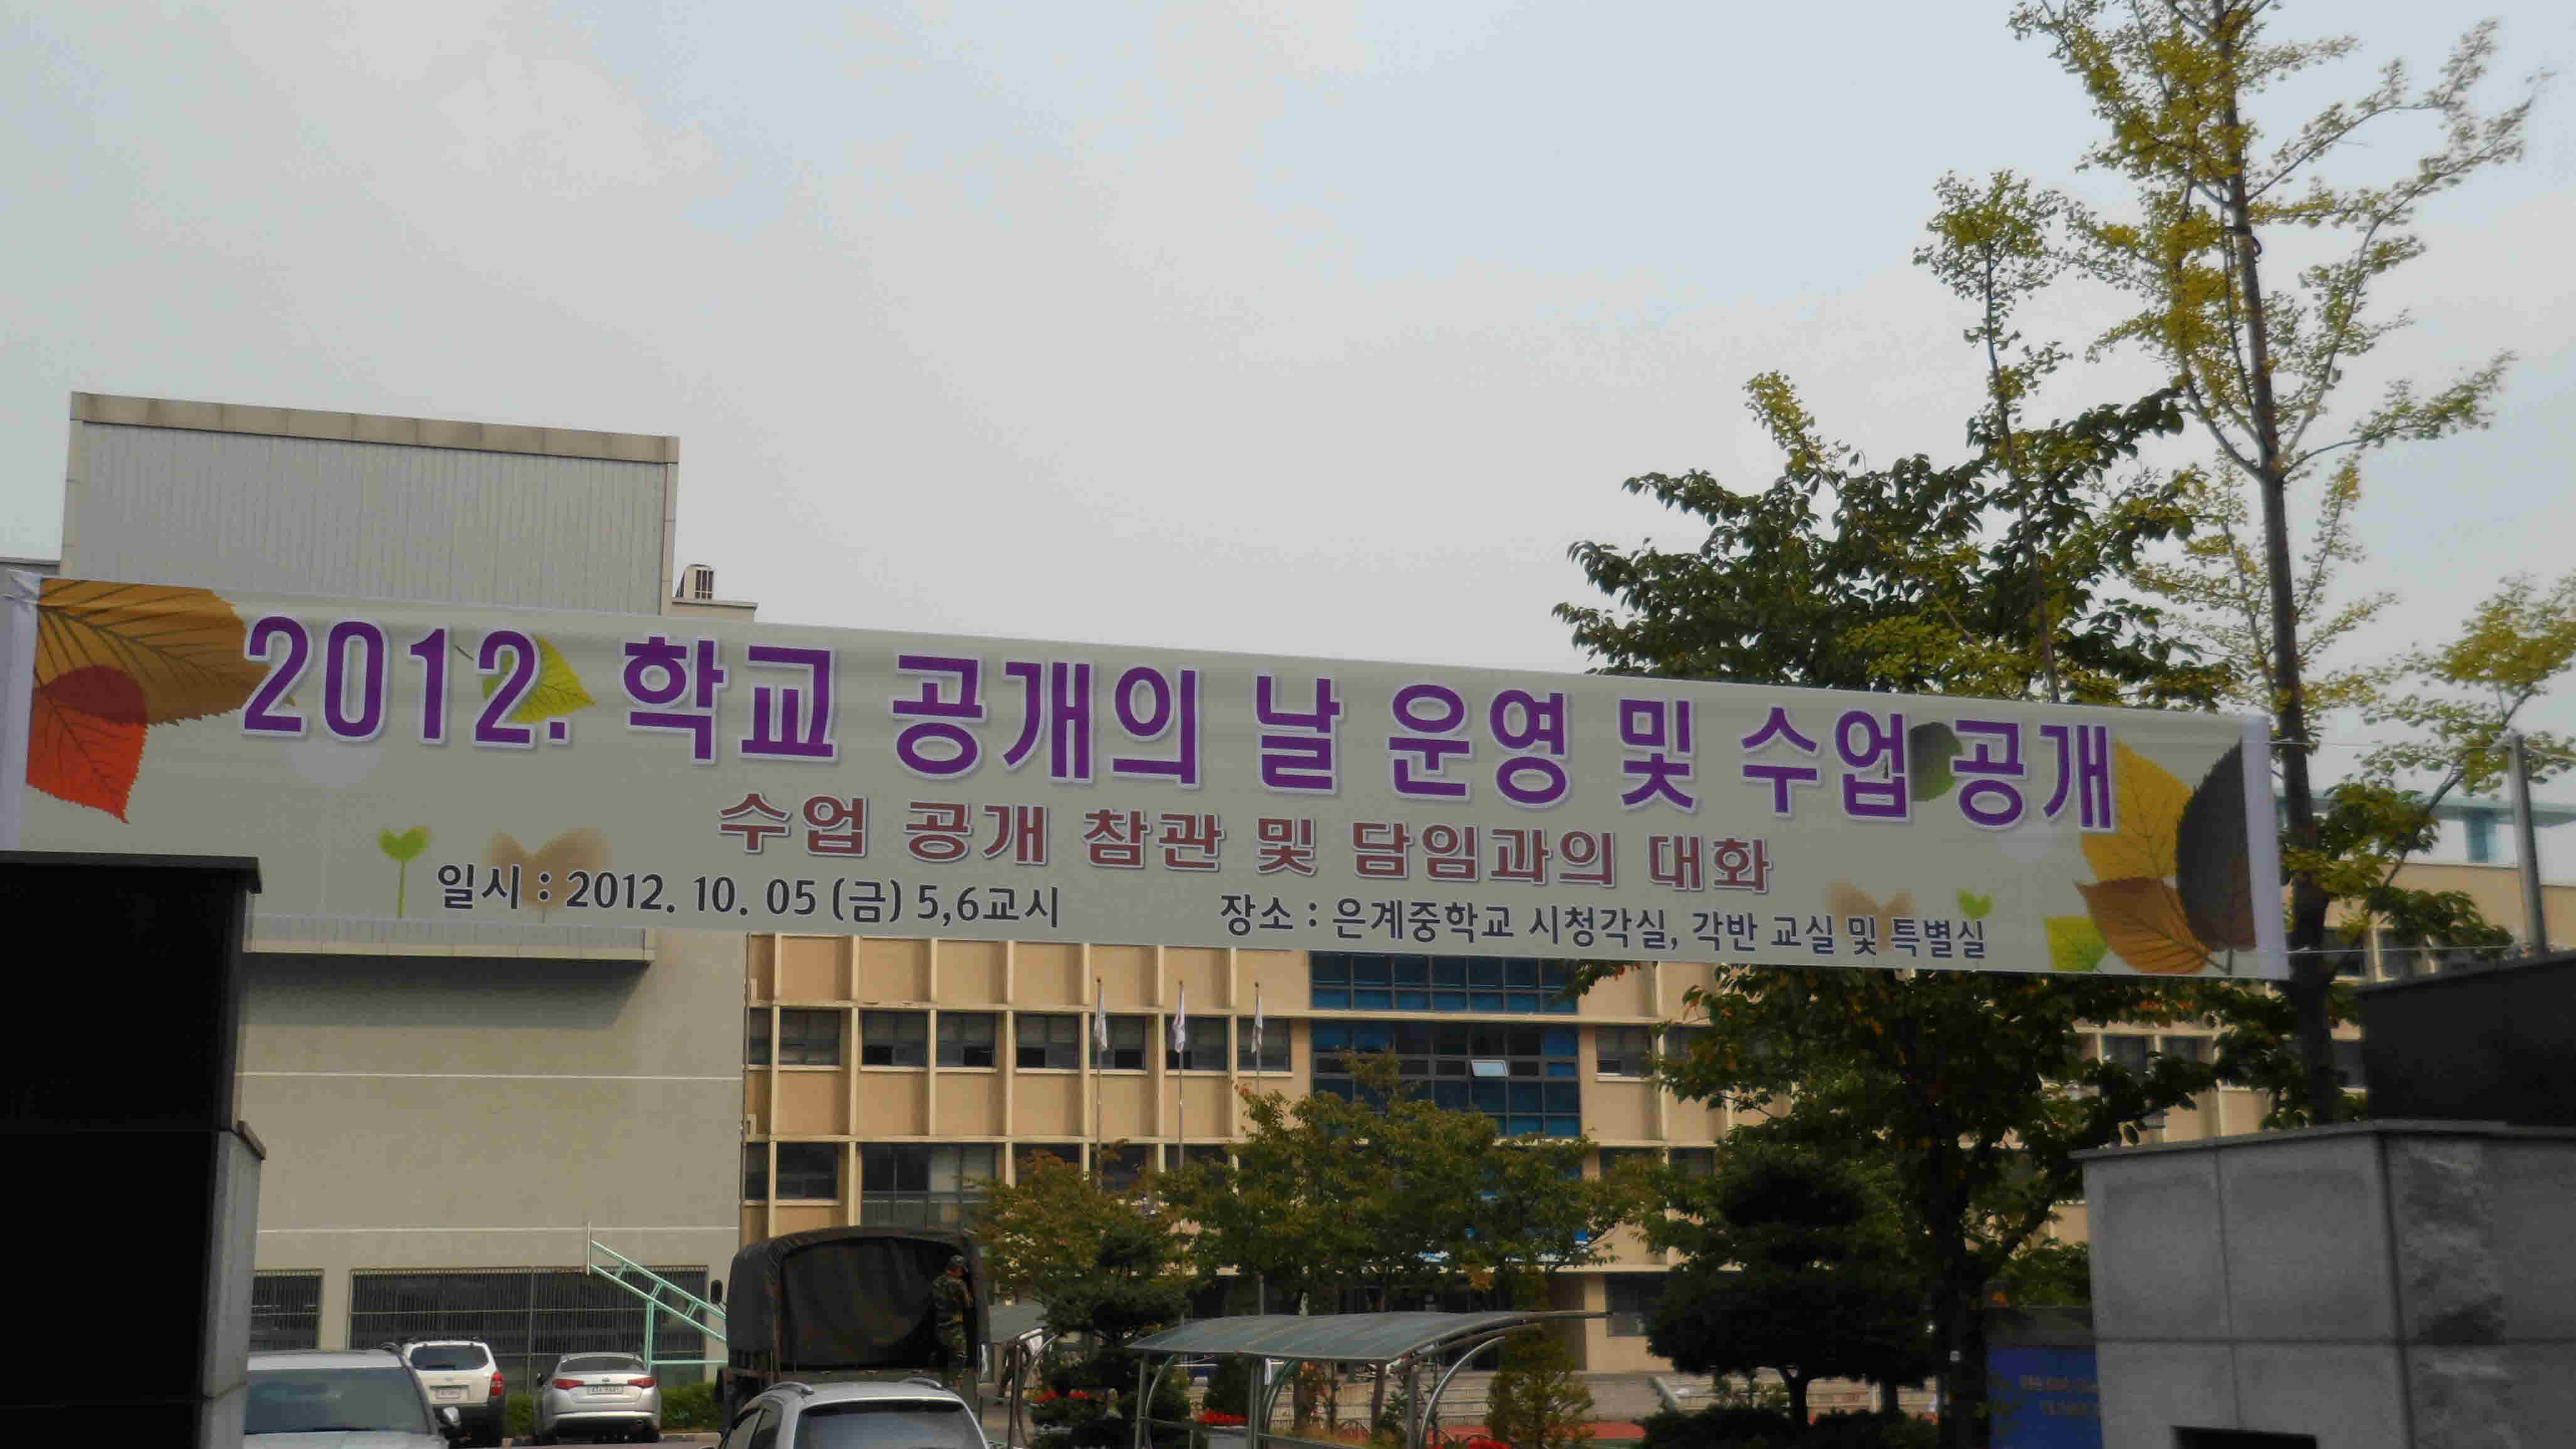 2012. 학교 공개의 날 운영 및 수업 공개
수업 공개 참관 및 담임과의 대화
일시 : 2012. 10. 05 (금) 5,6교시
장소 : 은계중학교 시청각실, 각반 교실 및 특별실